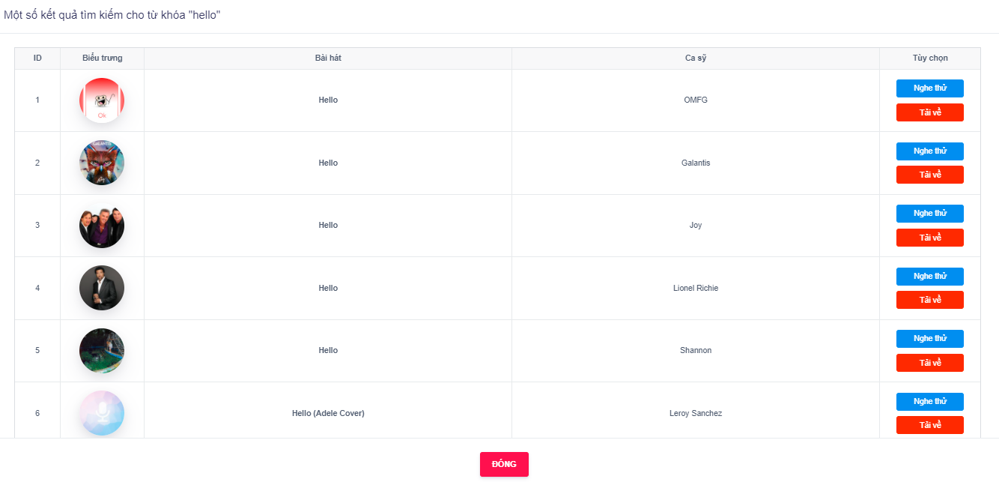 Một số kết quả tìm kiếm cho từ khóa "hello"
ID Biểu trưng Bài hát Ca sỹ Tùy chọn
1 Ok Hello OMFG Nghe thử
Tải về
2 GALANTIS Hello Galantis Nghe thử
Tải về
3 Hello Joy Nghe thử
Tải về
4 Hello Lionel Richie Nghe thử
Tải về
5 Hello Shannon Nghe thử
Tải về
6 Hello (Adele Cover) Leroy Sanchez Nghe thử
Tải về
ĐÓNG